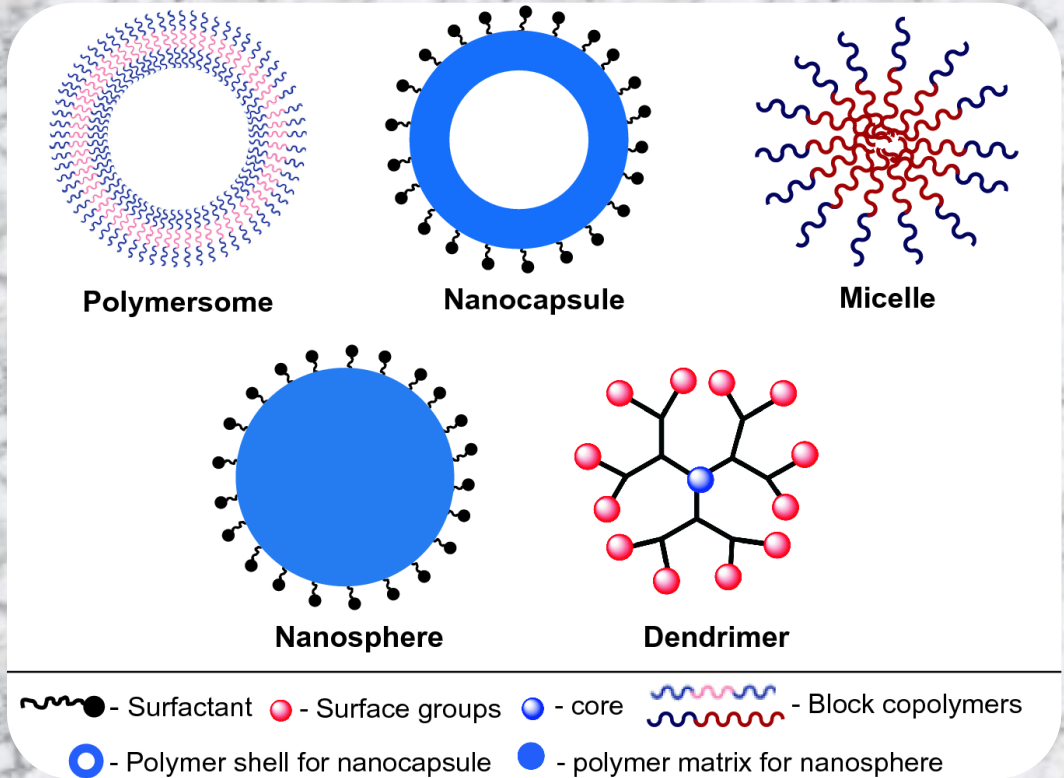 Polymersome
Nanocapsule
Micelle
Nanosphere
Dendrimer
- Surfactant
- Surface groups
- core
- Block copolymers
- Polymer shell for nanocapsule
- polymer matrix for nanosphere